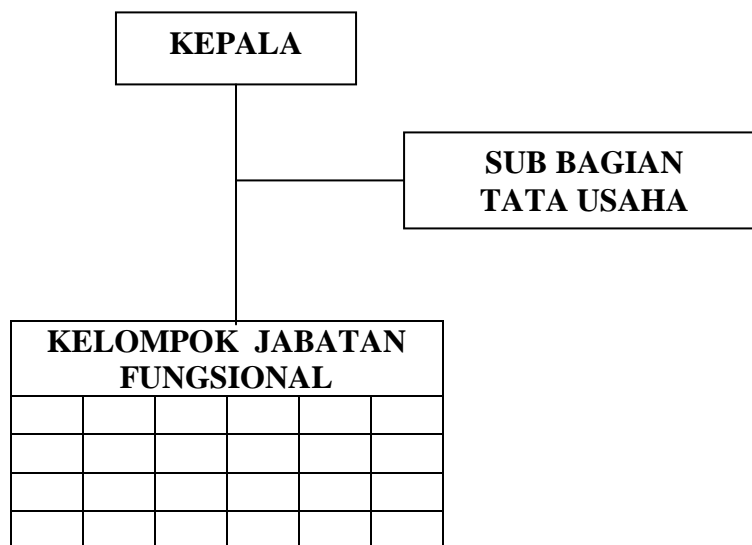 KEPALA
SUB BAGIAN
TATA USAHA
KELOMPOK JABATAN
FUNGSIONAL